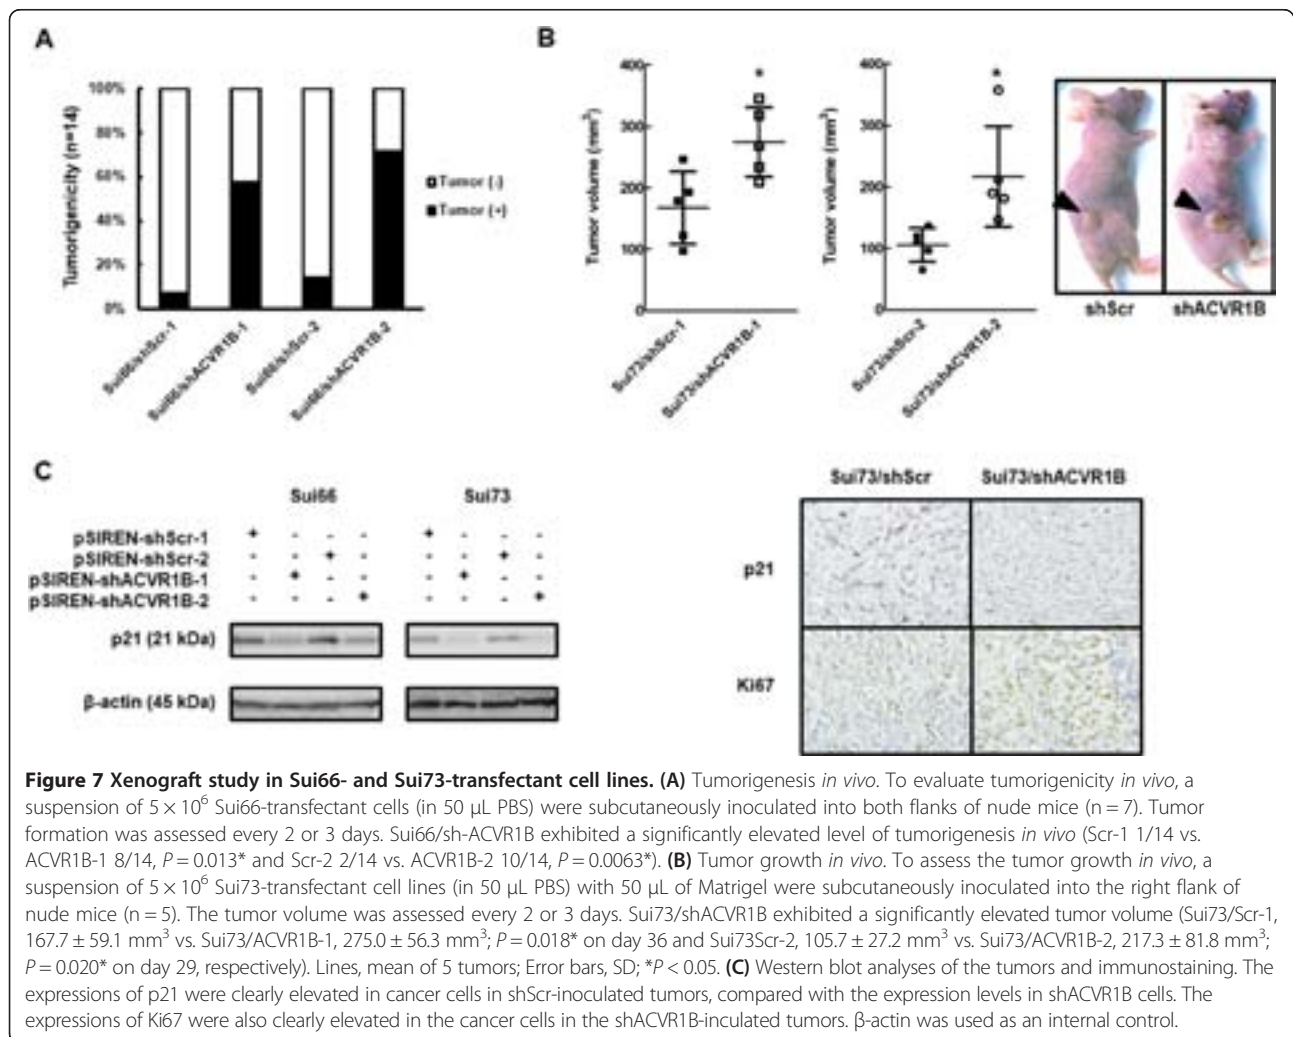 A
Tumorigenicity (n=14)
100%
80%
60%
40%
20%
0%
Sui66/shScr-1
Sui66/shACVR1B-1
Sui66/shScr-2
Sui66/shACVR1B-2
Tumor (-)
Tumor (+)
B
Tumor volume (mm³)
400
300
200
100
0
*
Sui73/shScr-1
Sui73/shACVR1B-1
Tumor volume (mm³)
400
300
200
100
0
*
Sui73/shScr-2
Sui73/shACVR1B-2
shScr
shACVR1B
C
Sui66
Sui73
pSIREN-shScr-1 + - - - + - - -
pSIREN-shScr-2 - - + - - - + -
pSIREN-shACVR1B-1 - + - - - + - -
pSIREN-shACVR1B-2 - - - + - - - +
p21 (21 kDa)
β-actin (45 kDa)
Sui73/shScr
Sui73/shACVR1B
p21
Ki67
Figure 7 Xenograft study in Sui66- and Sui73-transfectant cell lines. (A) Tumorigenesis in vivo. To evaluate tumorigenicity in vivo, a
suspension of 5 × 10⁶ Sui66-transfectant cells (in 50 μL PBS) were subcutaneously inoculated into both flanks of nude mice (n = 7). Tumor
formation was assessed every 2 or 3 days. Sui66/sh-ACVR1B exhibited a significantly elevated level of tumorigenesis in vivo (Scr-1 1/14 vs.
ACVR1B-1 8/14, P = 0.013* and Scr-2 2/14 vs. ACVR1B-2 10/14, P = 0.0063*). (B) Tumor growth in vivo. To assess the tumor growth in vivo, a
suspension of 5 × 10⁶ Sui73-transfectant cell lines (in 50 μL PBS) with 50 μL of Matrigel were subcutaneously inoculated into the right flank of
nude mice (n = 5). The tumor volume was assessed every 2 or 3 days. Sui73/shACVR1B exhibited a significantly elevated tumor volume (Sui73/Scr-1,
167.7 ± 59.1 mm³ vs. Sui73/ACVR1B-1, 275.0 ± 56.3 mm³; P = 0.018* on day 36 and Sui73Scr-2, 105.7 ± 27.2 mm³ vs. Sui73/ACVR1B-2, 217.3 ± 81.8 mm³;
P = 0.020* on day 29, respectively). Lines, mean of 5 tumors; Error bars, SD; *P < 0.05. (C) Western blot analyses of the tumors and immunostaining. The
expressions of p21 were clearly elevated in cancer cells in shScr-inoculated tumors, compared with the expression levels in shACVR1B cells. The
expressions of Ki67 were also clearly elevated in the cancer cells in the shACVR1B-inculated tumors. β-actin was used as an internal control.